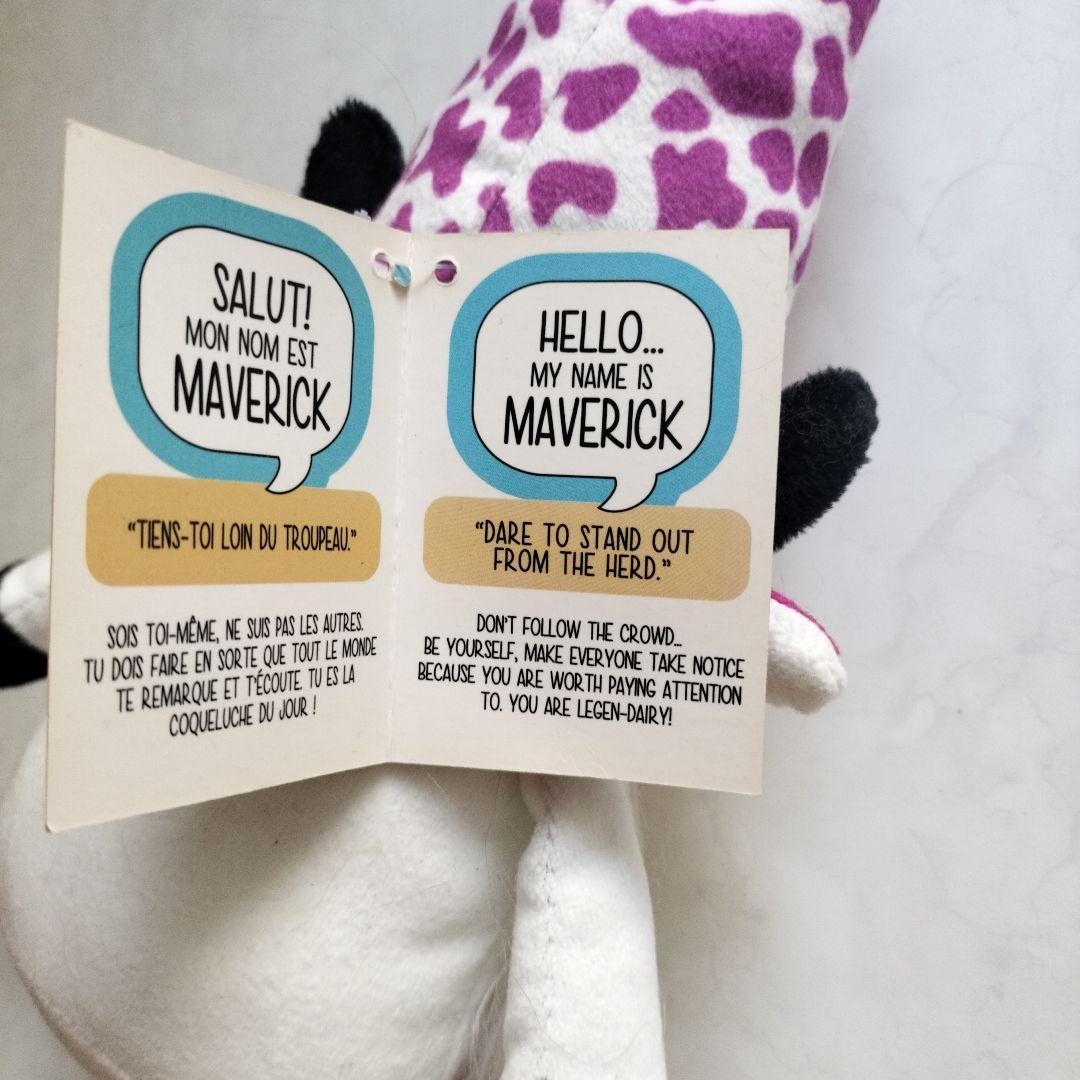 SALUT!
MON NOM EST
MAVERICK
"TIENS-TOI LOIN DU TROUPEAU."
SOIS TOI-MÊME, NE SUIS PAS LES AUTRES.
TU DOIS FAIRE EN SORTE QUE TOUT LE MONDE
TE REMARQUE ET T'ÉCOUTE. TU ES LA
COQUELUCHE DU JOUR !
HELLO...
MY NAME IS
MAVERICK
"DARE TO STAND OUT
FROM THE HERD."
DON'T FOLLOW THE CROWD...
BE YOURSELF, MAKE EVERYONE TAKE NOTICE
BECAUSE YOU ARE WORTH PAYING ATTENTION
TO. YOU ARE LEGEN-DAIRY!